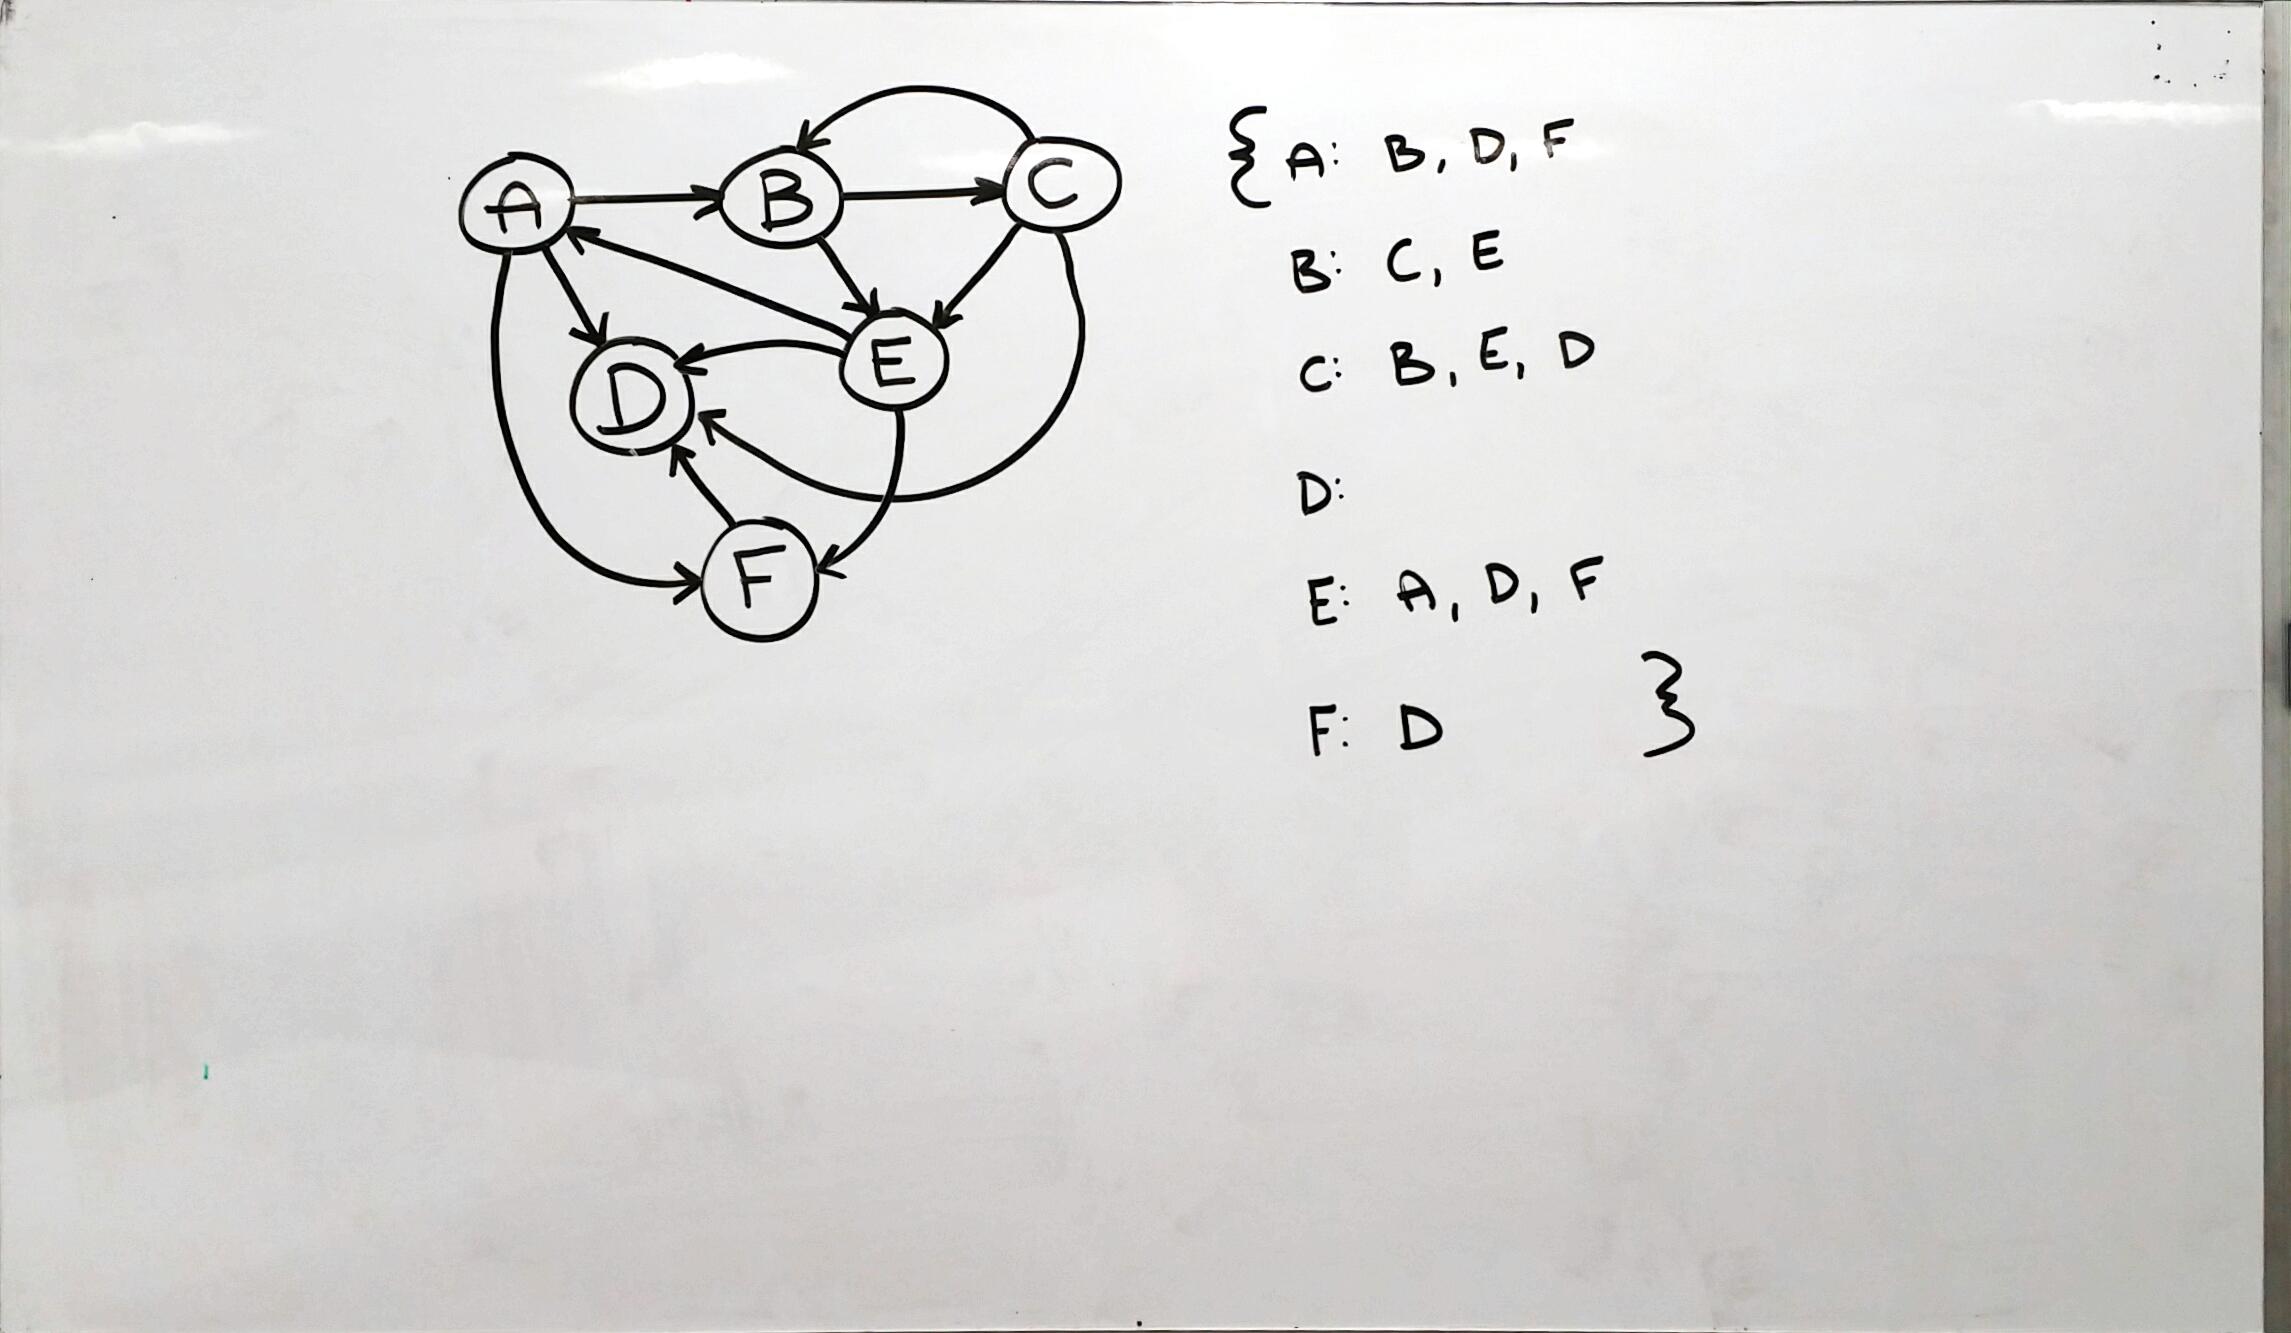 A
B
C
D
E
F
{ A: B, D, F
B: C, E
C: B, E, D
D:
E: A, D, F
F: D }